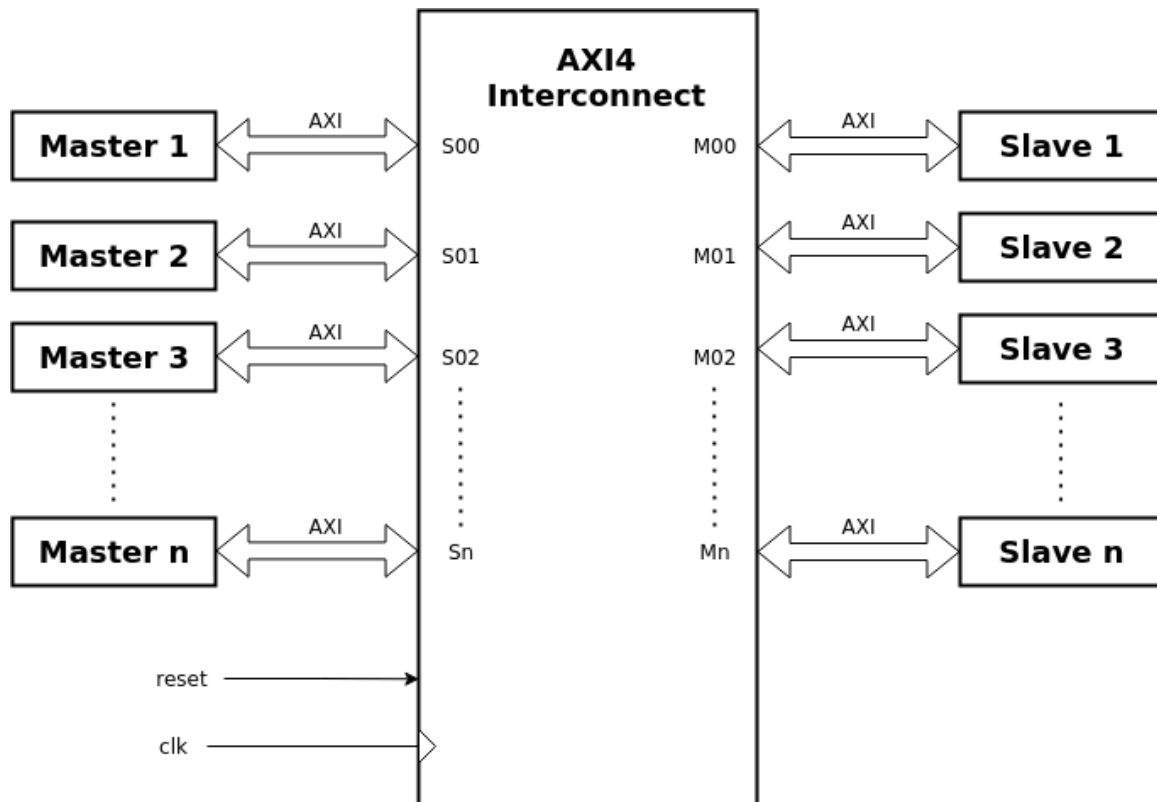 AXI4
Interconnect
Master 1
AXI
S00
M00
AXI
Slave 1
Master 2
AXI
S01
M01
AXI
Slave 2
Master 3
AXI
S02
M02
AXI
Slave 3
Master n
AXI
Sn
Mn
AXI
Slave n
reset
clk